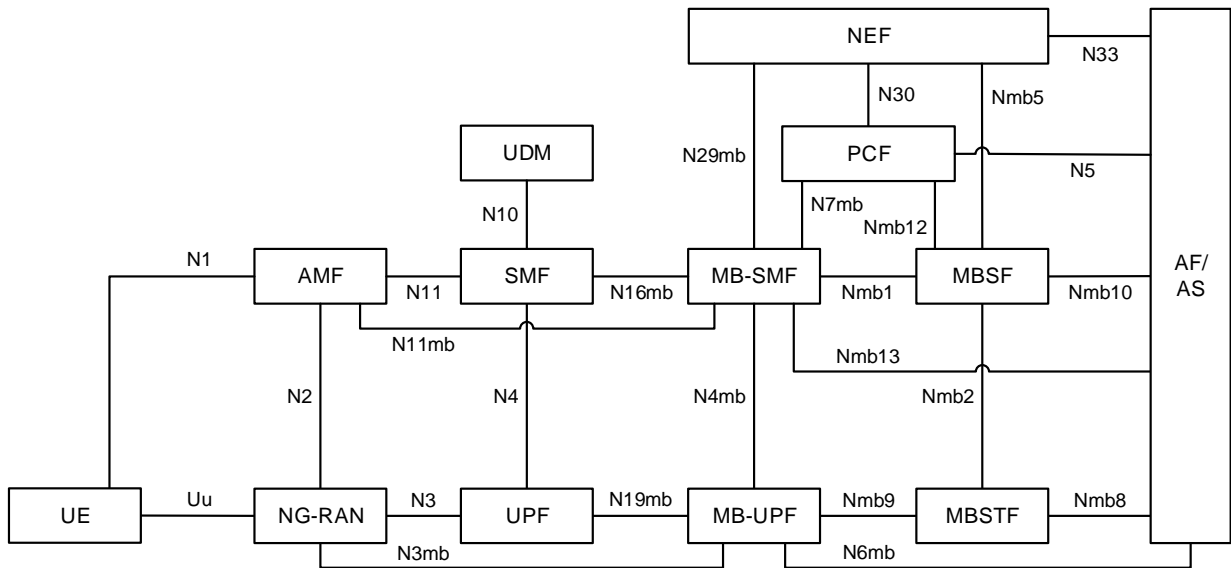 NEF
N33
N30
Nmb5
UDM
PCF
N29mb
N5
N10
N7mb
Nmb12
N1
AMF
N11
SMF
N16mb
MB-SMF
Nmb1
MBSF
Nmb10
AF/
AS
N11mb
Nmb13
N2
N4
N4mb
Nmb2
UE
Uu
NG-RAN
N3
UPF
N19mb
MB-UPF
Nmb9
MBSTF
Nmb8
N3mb
N6mb